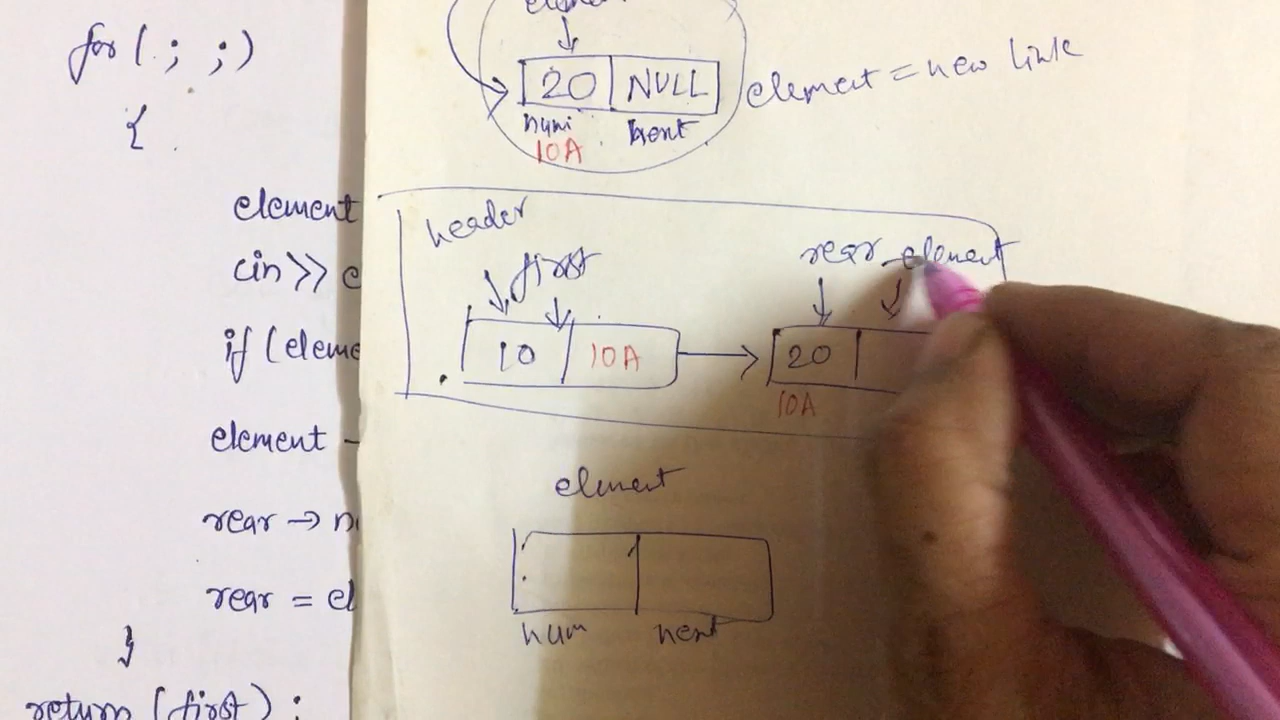 for ( ; ; )
{
element
cin >> e
if (eleme
element -
rear → n
rear = el
}
return (first) ;
element
20 NULL
num next
10A
element = new link
header
first
rear element
10 10A
20
10A
element
num next